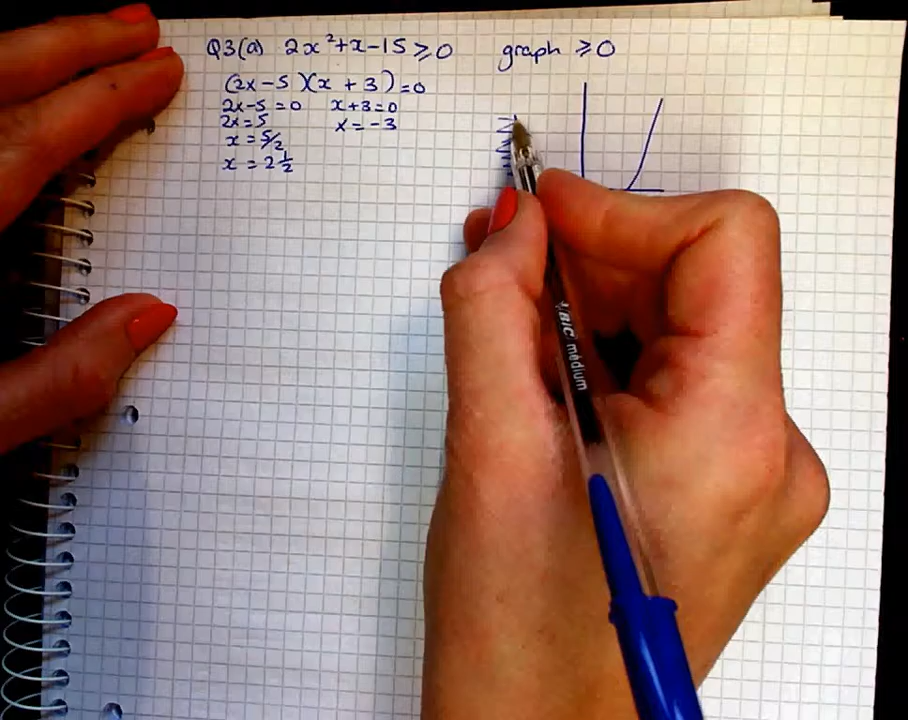 Q3(a) 2x²+x-15≥0 graph ≥0
(2x-5)(x+3)=0
2x-5=0 x+3=0
2x=5 x=-3
x=5/2
x=2½
BIC medium